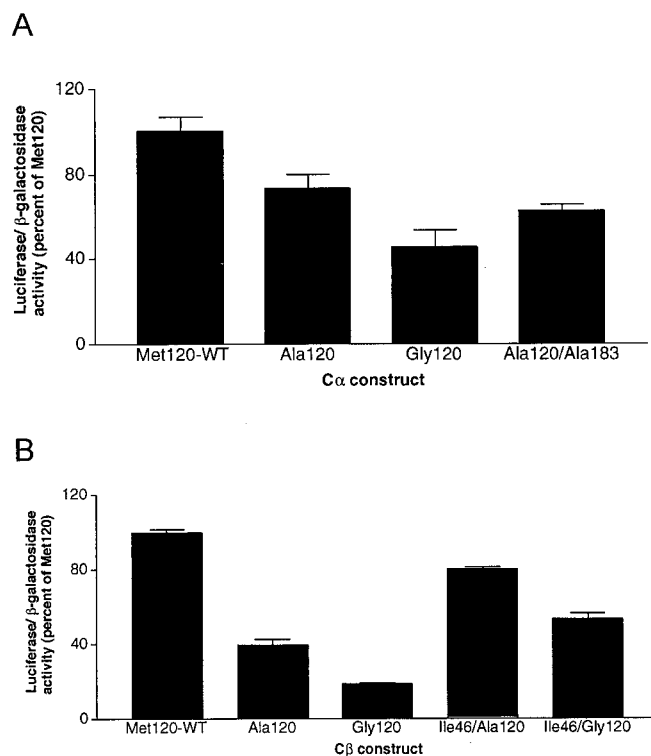 A
Luciferase/ β-galactosidase
activity (percent of Met120)
120
80
40
0
Met120-WT Ala120 Gly120 Ala120/Ala183
Cα construct
B
Luciferase/ β-galactosidase
activity (percent of Met120)
120
80
40
0
Met120-WT Ala120 Gly120 Ile46/Ala120 Ile46/Gly120
Cβ construct